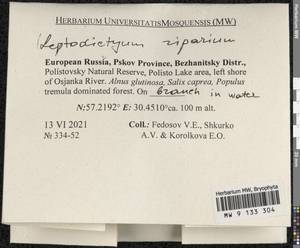 HERBARIUM UNIVERSITATIS MOSQUENSIS (MW)
Leptodictyum riparium
European Russia, Pskov Province, Bezhanitsky Distr.,
Polistovsky Natural Reserve, Polisto Lake area, left shore
of Osjanka River. Alnus glutinosa, Salix caprea, Populus
tremula dominated forest. On branch in water
N:57.2192° E: 30.4510°ca. 100 m alt.
13 VI 2021
№ 334-52
Coll.: Fedosov V.E., Shkurko
A.V. & Korolkova E.O.
Herbarium MW, Bryophyta
MW 9 133 304